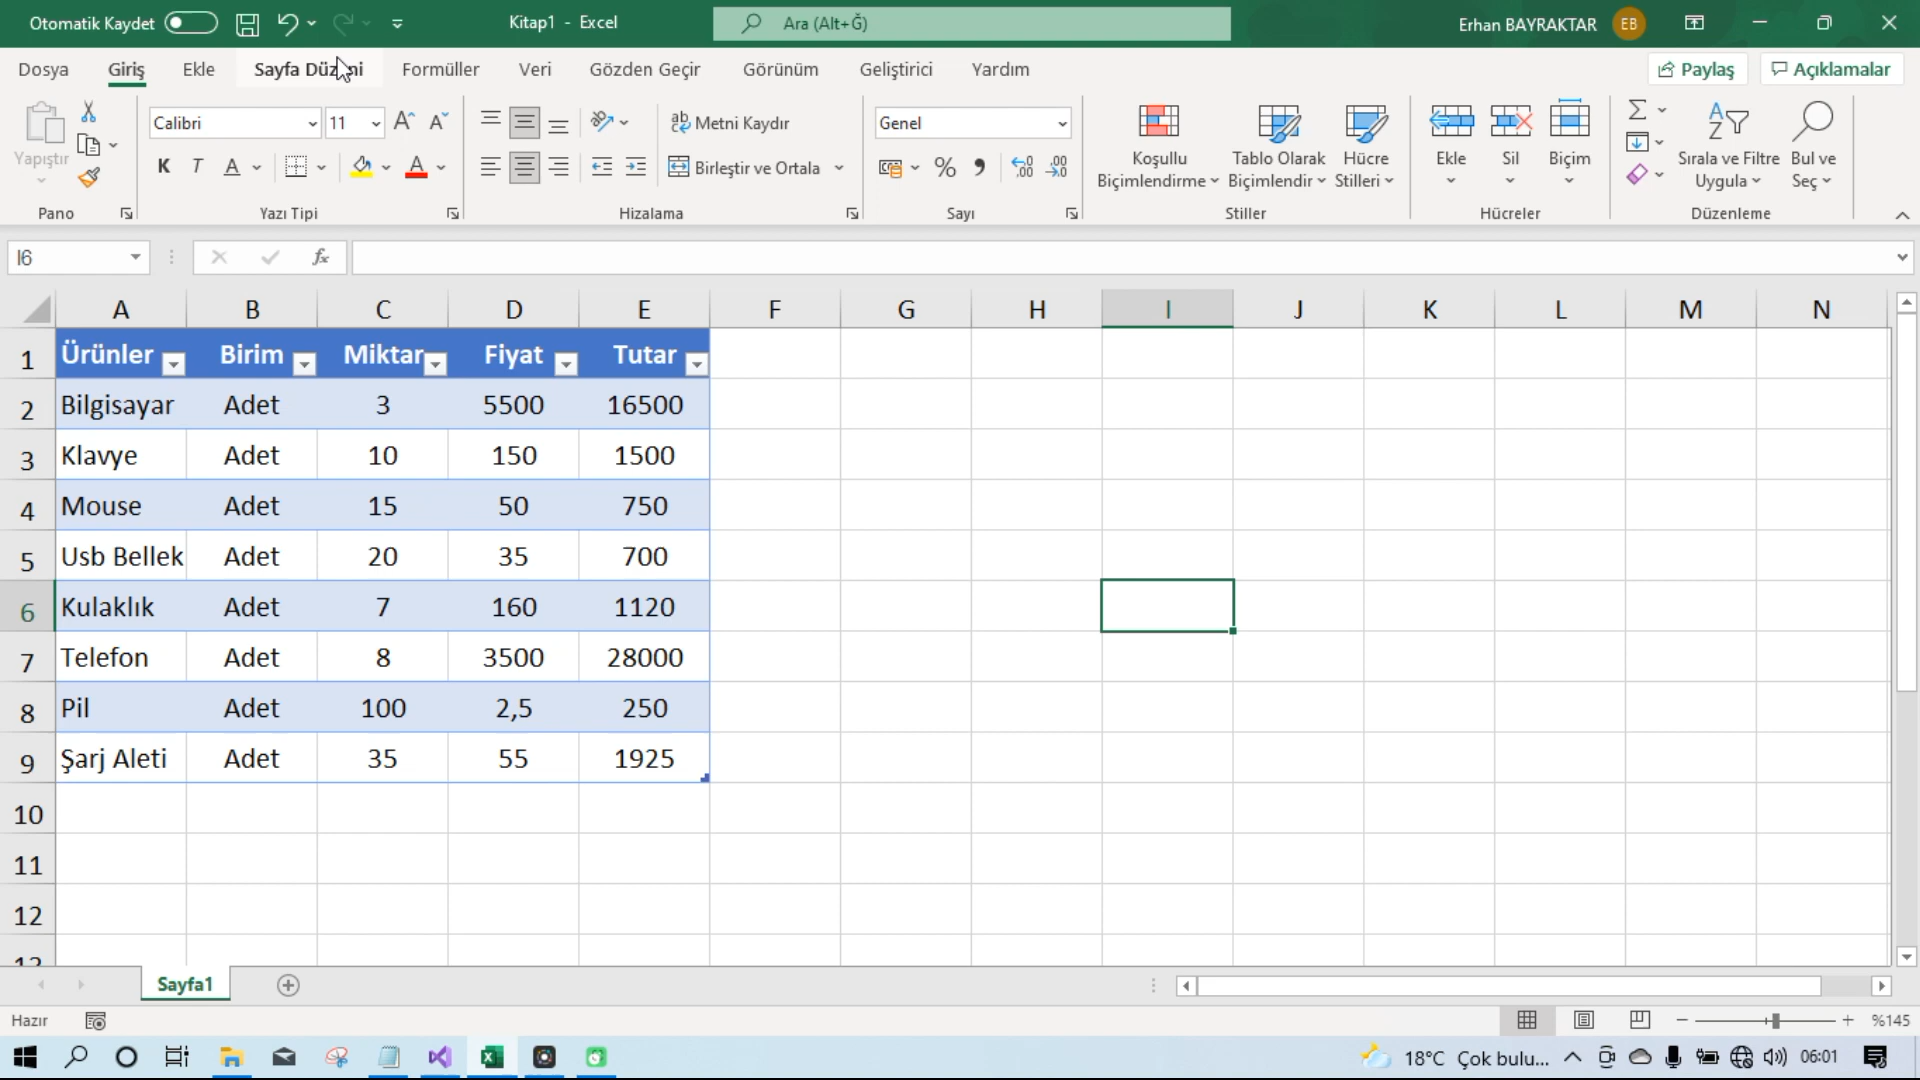 Otomatik Kaydet
Kitap1 - Excel
Ara (Alt+Ğ)
Erhan BAYRAKTAR
EB
Dosya Giriş Ekle Sayfa Düzeni Formüller Veri Gözden Geçir Görünüm Geliştirici Yardım
Paylaş
Açıklamalar
Yapıştır
Pano
Calibri 11
K T A A
Yazı Tipi
ab Metni Kaydır
Birleştir ve Ortala
Hizalama
Genel
%
Sayı
Koşullu Biçimlendirme
Tablo Olarak Biçimlendir
Hücre Stilleri
Stiller
Ekle
Sil
Biçim
Hücreler
Sırala ve Filtre Uygula
Bul ve Seç
Düzenleme
I6
fx
A B C D E F G H I J K L M N
1 Ürünler Birim Miktar Fiyat Tutar
2 Bilgisayar Adet 3 5500 16500
3 Klavye Adet 10 150 1500
4 Mouse Adet 15 50 750
5 Usb Bellek Adet 20 35 700
6 Kulaklık Adet 7 160 1120
7 Telefon Adet 8 3500 28000
8 Pil Adet 100 2,5 250
9 Şarj Aleti Adet 35 55 1925
10
11
12
Sayfa1
Hazır
%145
18°C Çok bulu... 06:01